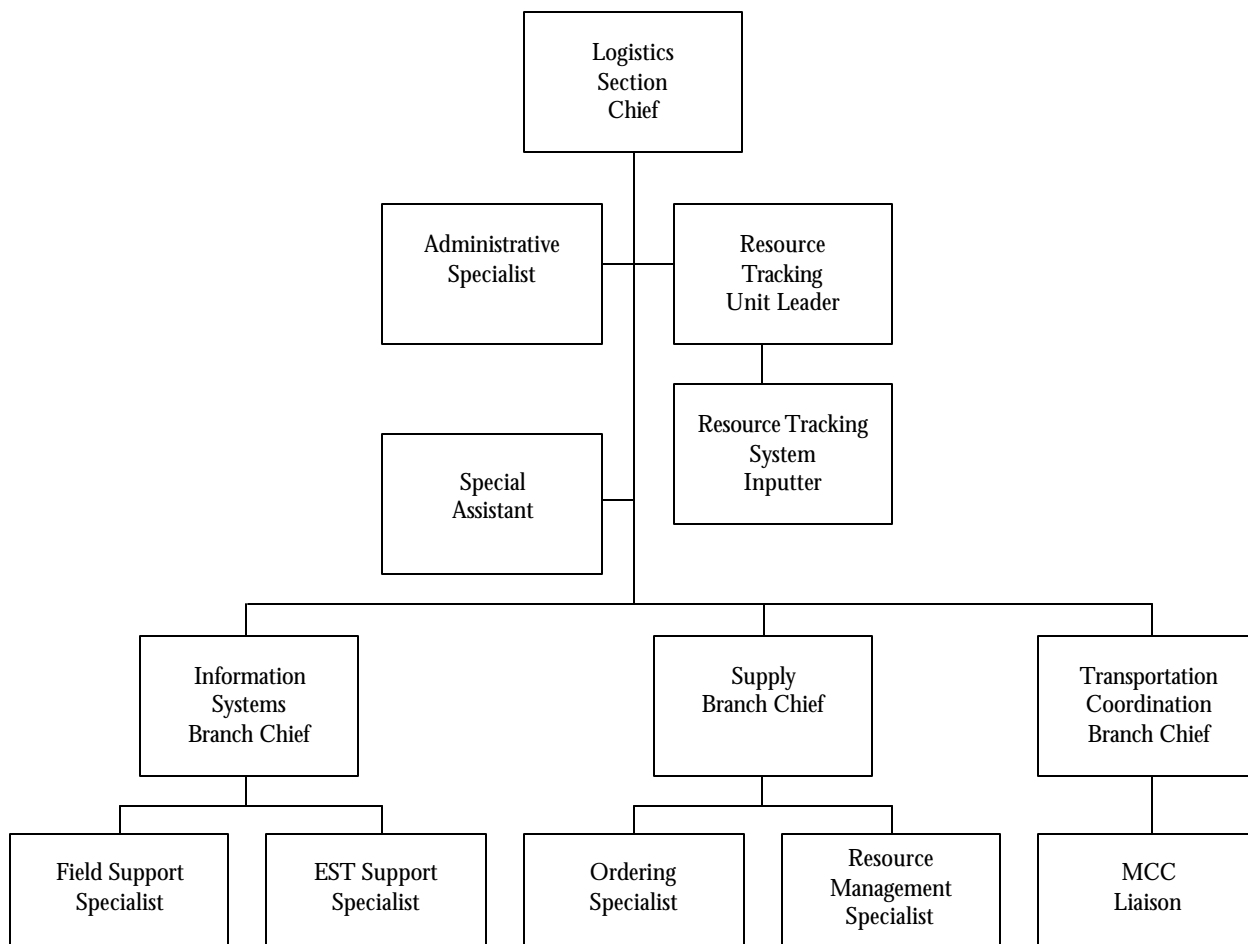 Logistics
Section
Chief
Administrative
Specialist
Resource
Tracking
Unit Leader
Resource Tracking
System
Inputter
Special
Assistant
Information
Systems
Branch Chief
Supply
Branch Chief
Transportation
Coordination
Branch Chief
Field Support
Specialist
EST Support
Specialist
Ordering
Specialist
Resource
Management
Specialist
MCC
Liaison